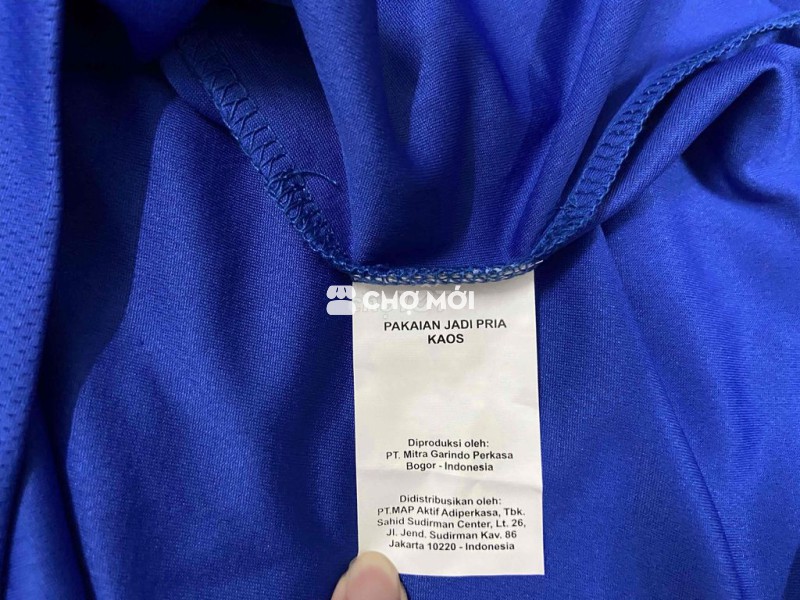 CHỢ MỚI
PAKAIAN JADI PRIA
KAOS
Diproduksi oleh:
PT. Mitra Garindo Perkasa
Bogor - Indonesia
Didistribusikan oleh:
PT.MAP Aktif Adiperkasa, Tbk.
Sahid Sudirman Center, Lt. 26,
Jl. Jend. Sudirman Kav. 86
Jakarta 10220 - Indonesia